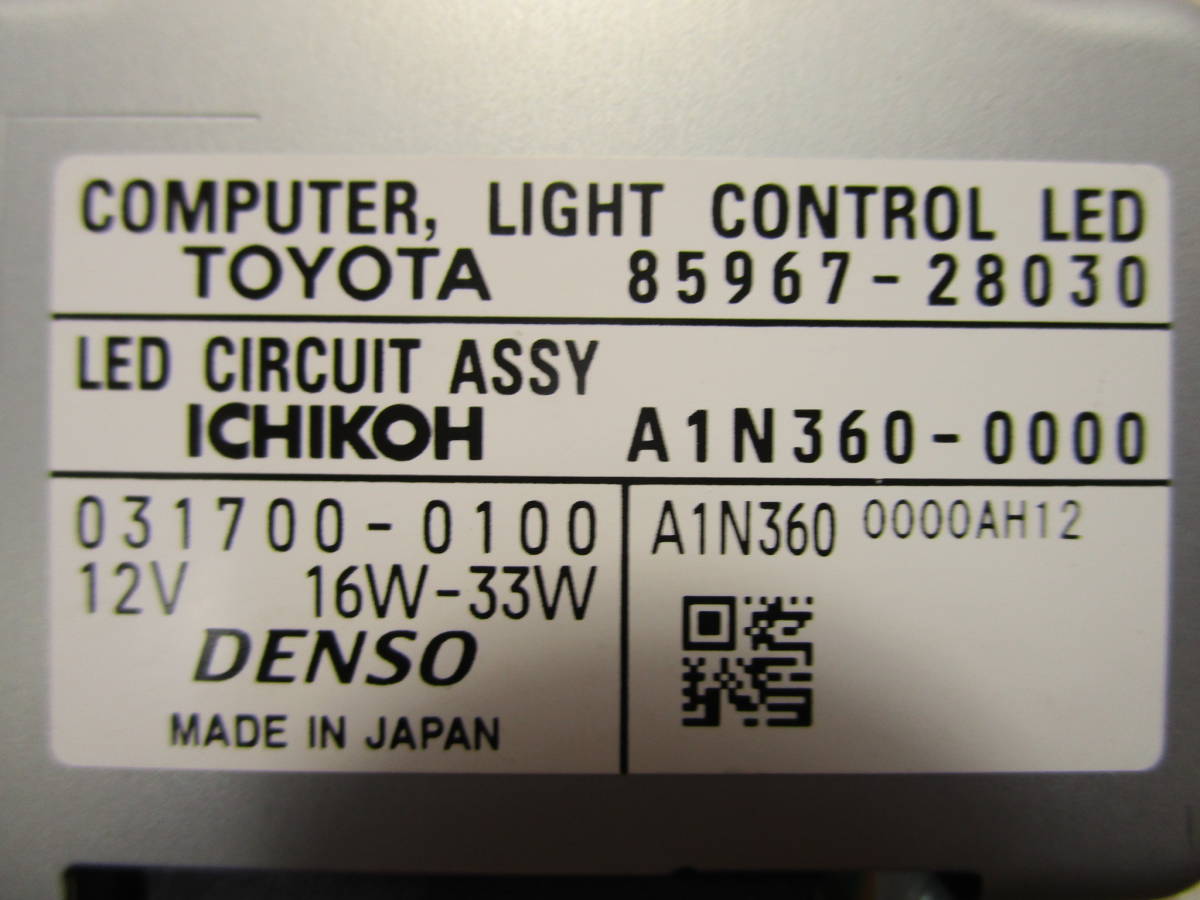 COMPUTER, LIGHT CONTROL LED
TOYOTA 85967-28030
LED CIRCUIT ASSY
ICHIKOH A1N360-0000
031700-0100
12V 16W-33W
DENSO
MADE IN JAPAN
A1N360 0000AH12